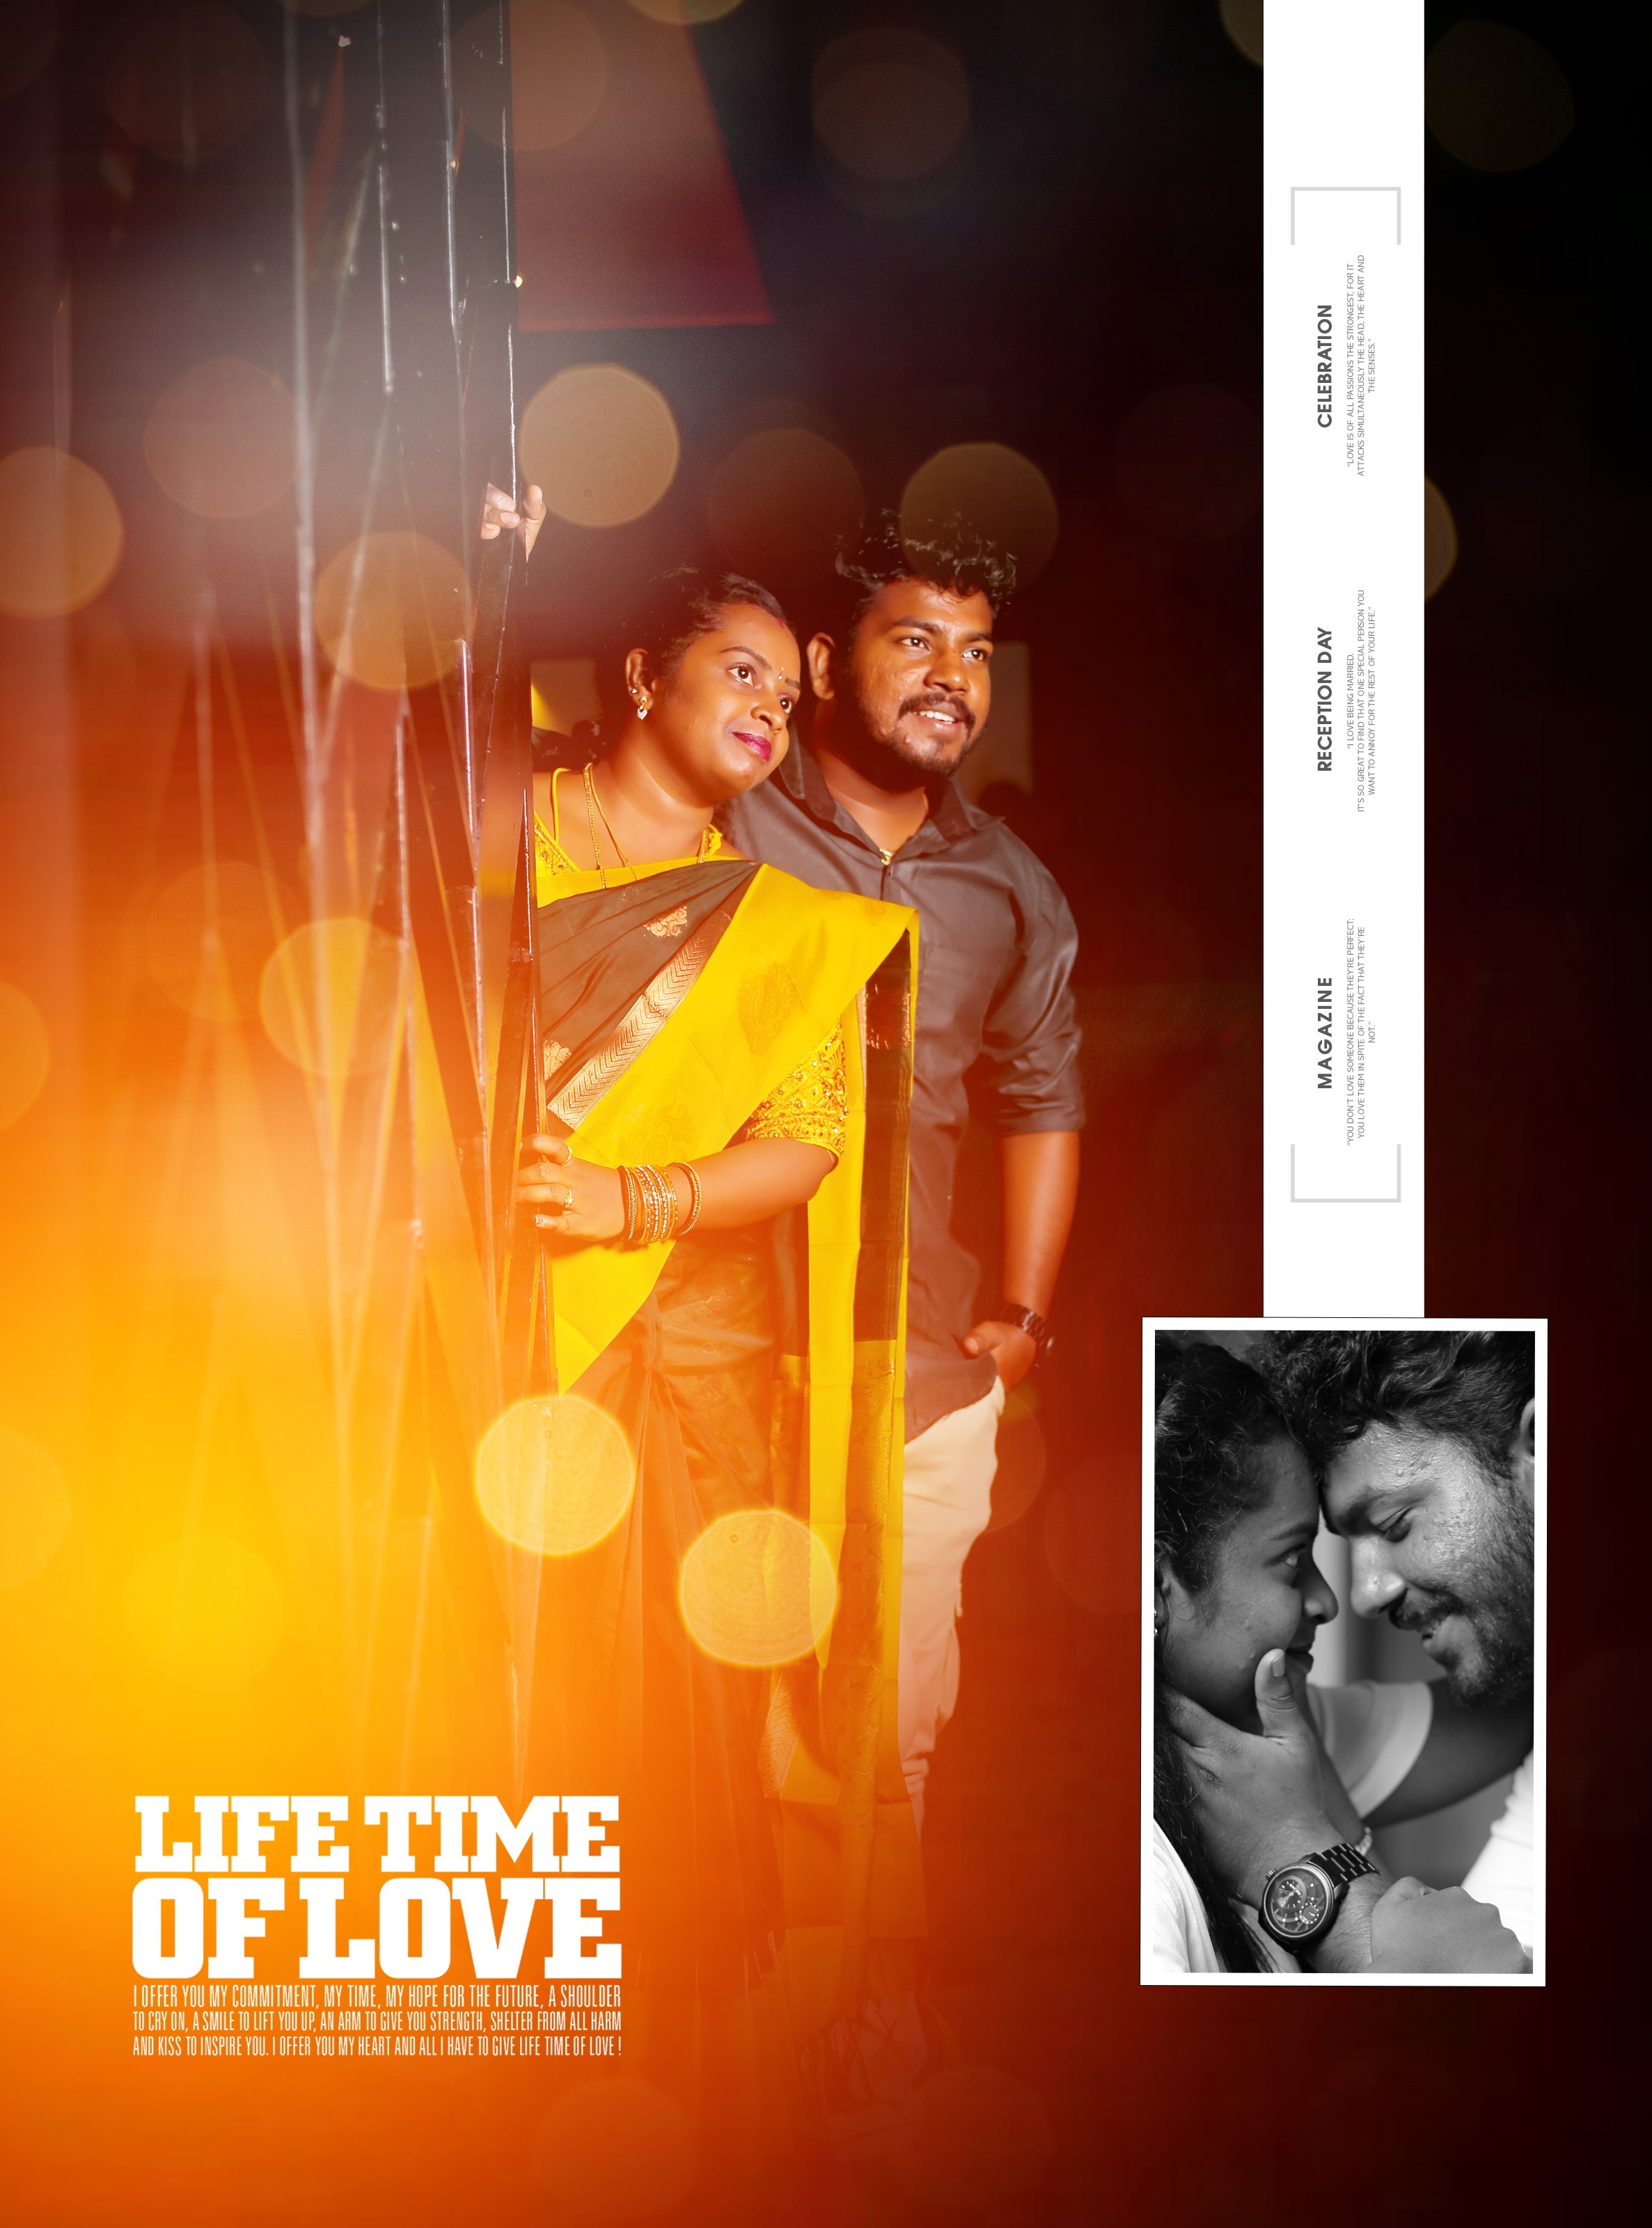 CELEBRATION
"LOVE IS OF ALL PASSIONS THE STRONGEST, FOR IT
ATTACKS SIMULTANEOUSLY THE HEAD, THE HEART AND
THE SENSES."
RECEPTION DAY
"I LOVE BEING MARRIED.
IT'S SO GREAT TO FIND THAT ONE SPECIAL PERSON YOU
WANT TO ANNOY FOR THE REST OF YOUR LIFE."
MAGAZINE
"YOU DON'T LOVE SOMEONE BECAUSE THEY'RE PERFECT;
YOU LOVE THEM IN SPITE OF THE FACT THAT THEY'RE
NOT."
LIFE TIME
OF LOVE
I OFFER YOU MY COMMITMENT, MY TIME, MY HOPE FOR THE FUTURE, A SHOULDER
TO CRY ON, A SMILE TO LIFT YOU UP, AN ARM TO GIVE YOU STRENGTH, SHELTER FROM ALL HARM
AND KISS TO INSPIRE YOU. I OFFER YOU MY HEART AND ALL I HAVE TO GIVE LIFE TIME OF LOVE !